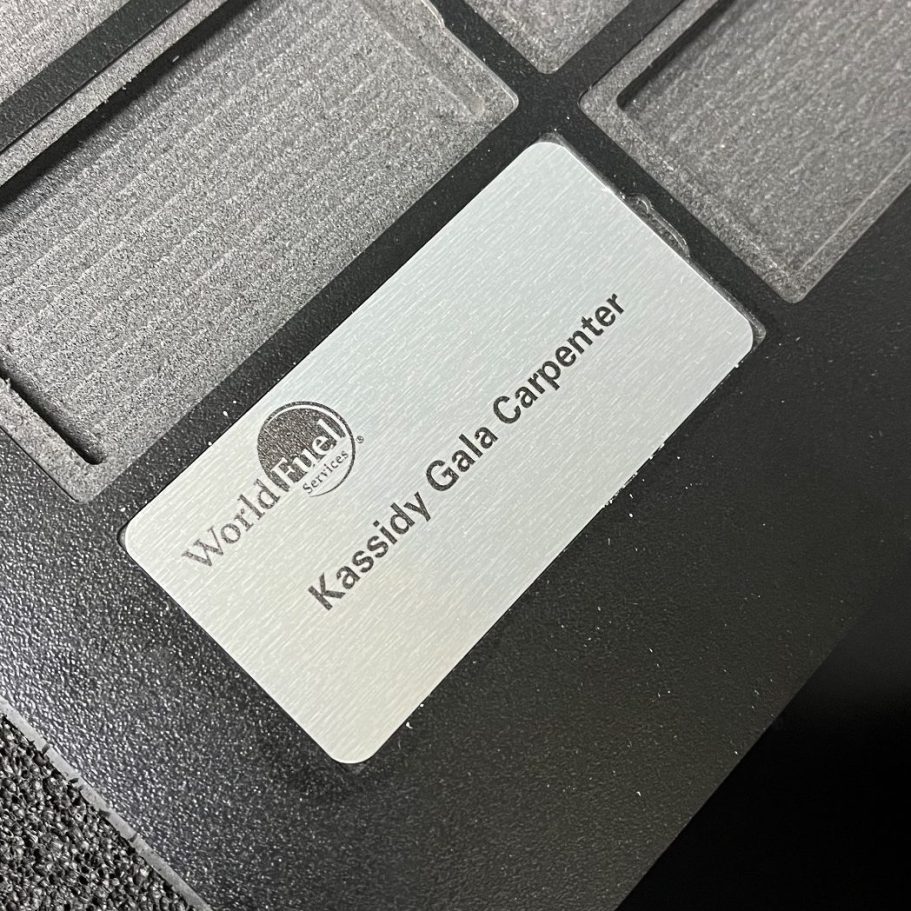 World Fuel
Services®
Kassidy Gala Carpenter